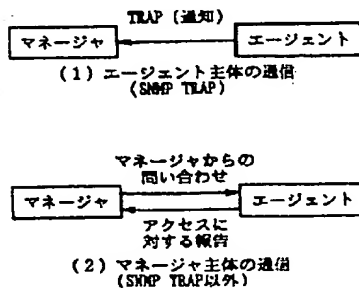 TRAP (通知)
マネージャ
エージェント
(1) エージェント主体の通信
(SNMP TRAP)
マネージャからの
問い合わせ
マネージャ
エージェント
アクセスに
対する報告
(2) マネージャ主体の通信
(SNMP TRAP以外)